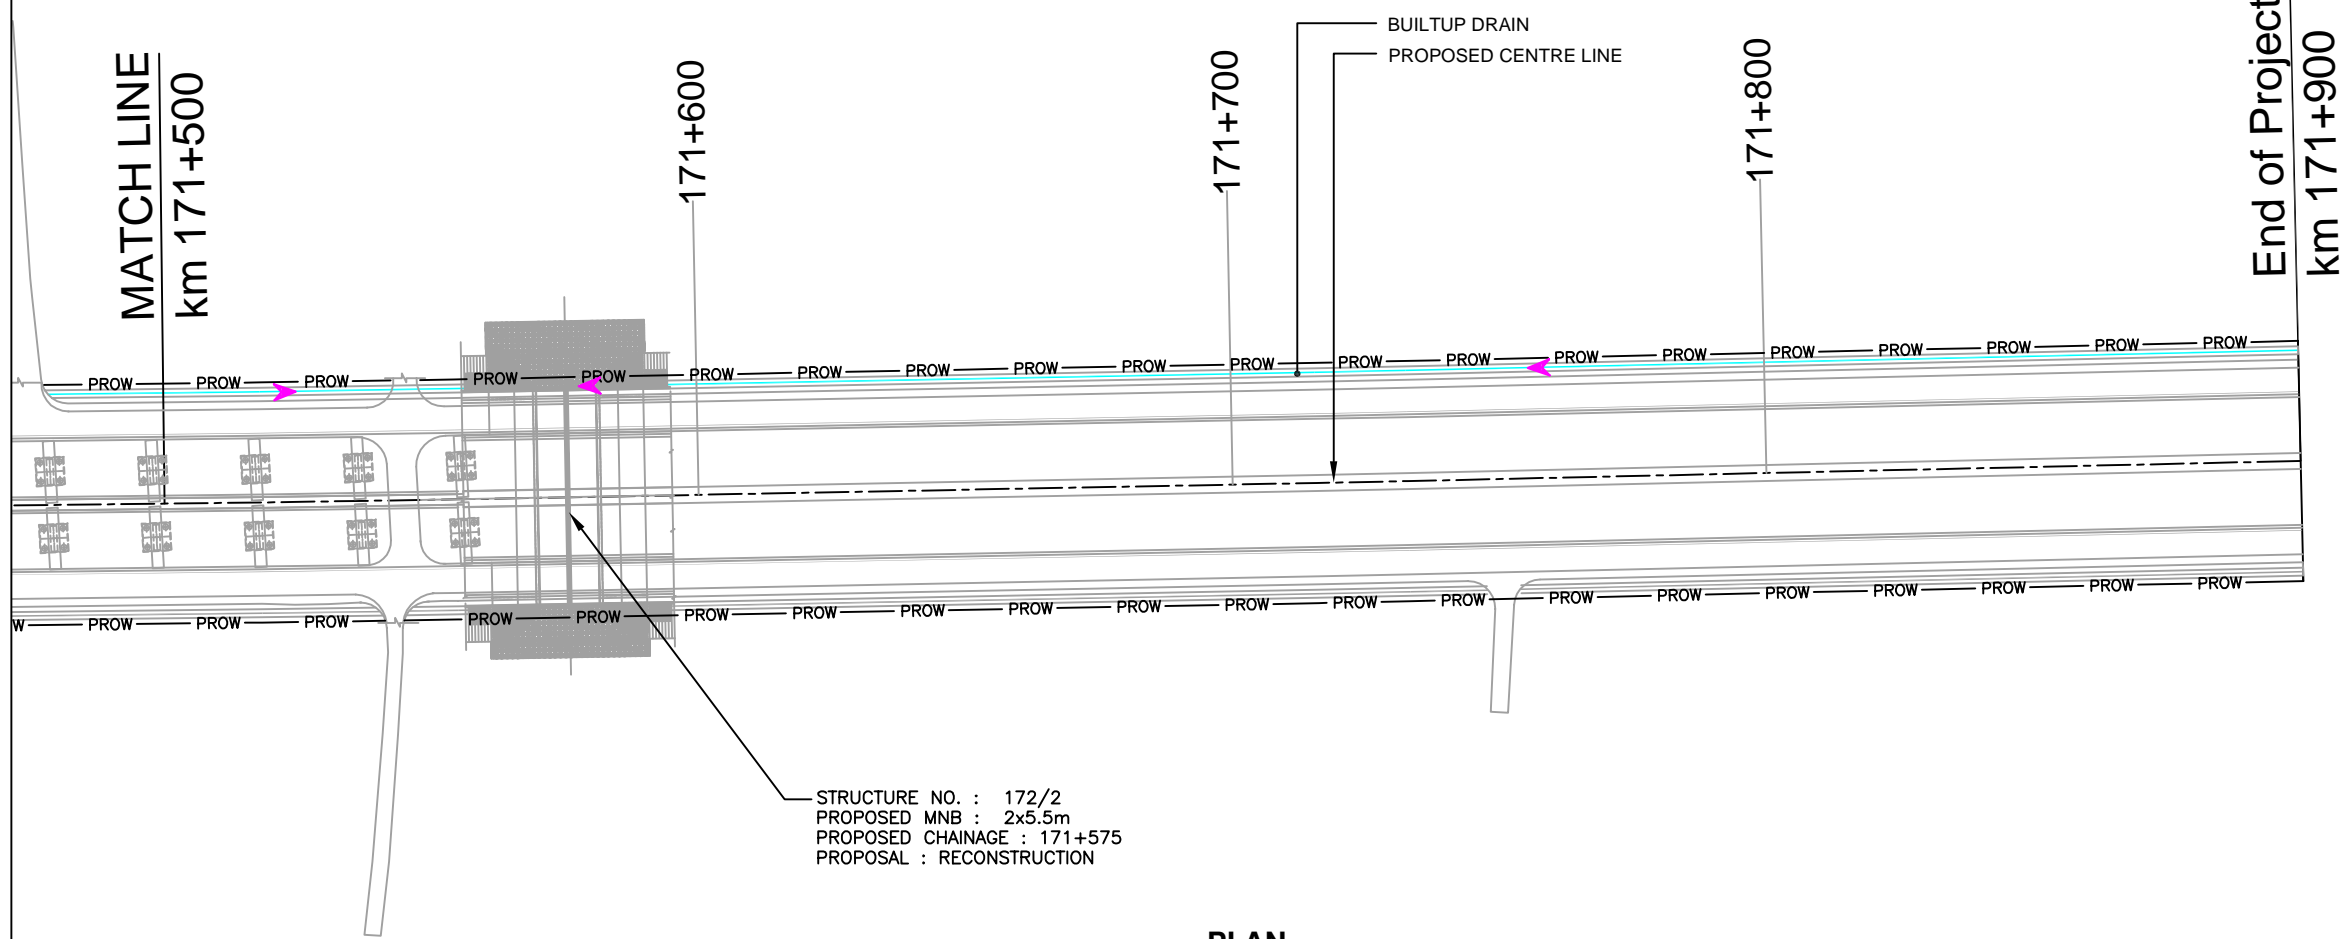 BUILTUP DRAIN
PROPOSED CENTRE LINE
MATCH LINE
km 171+500
171+600
171+700
171+800
End of Project
km 171+900
PROW PROW PROW PROW PROW PROW PROW PROW PROW PROW PROW PROW PROW PROW PROW PROW PROW PROW PROW PROW
W PROW PROW PROW PROW PROW PROW PROW PROW PROW PROW PROW PROW PROW PROW PROW PROW PROW PROW PROW PROW
STRUCTURE NO. : 172/2
PROPOSED MNB : 2x5.5m
PROPOSED CHAINAGE : 171+575
PROPOSAL : RECONSTRUCTION
PLAN